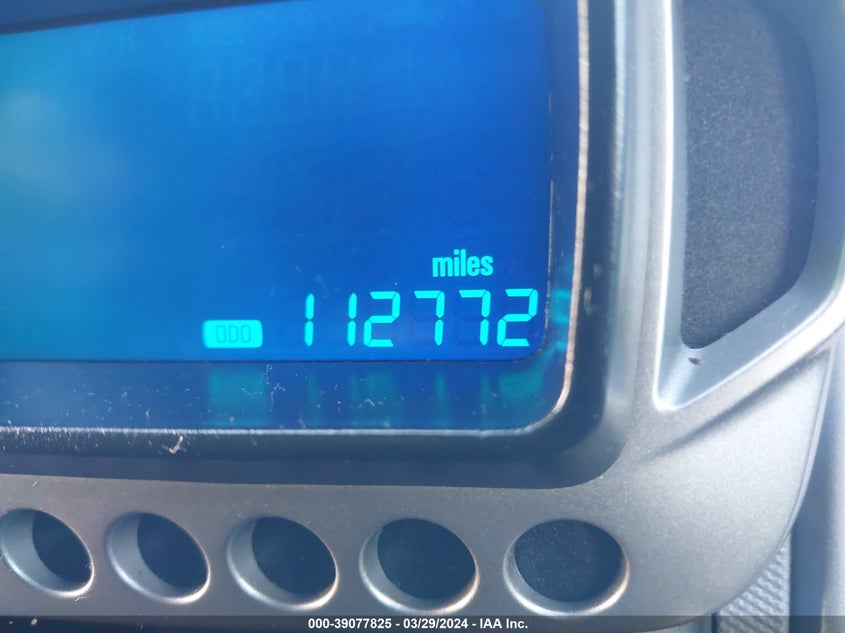 miles
ODO 112772
000-39077825 - 03/29/2024 - IAA Inc.